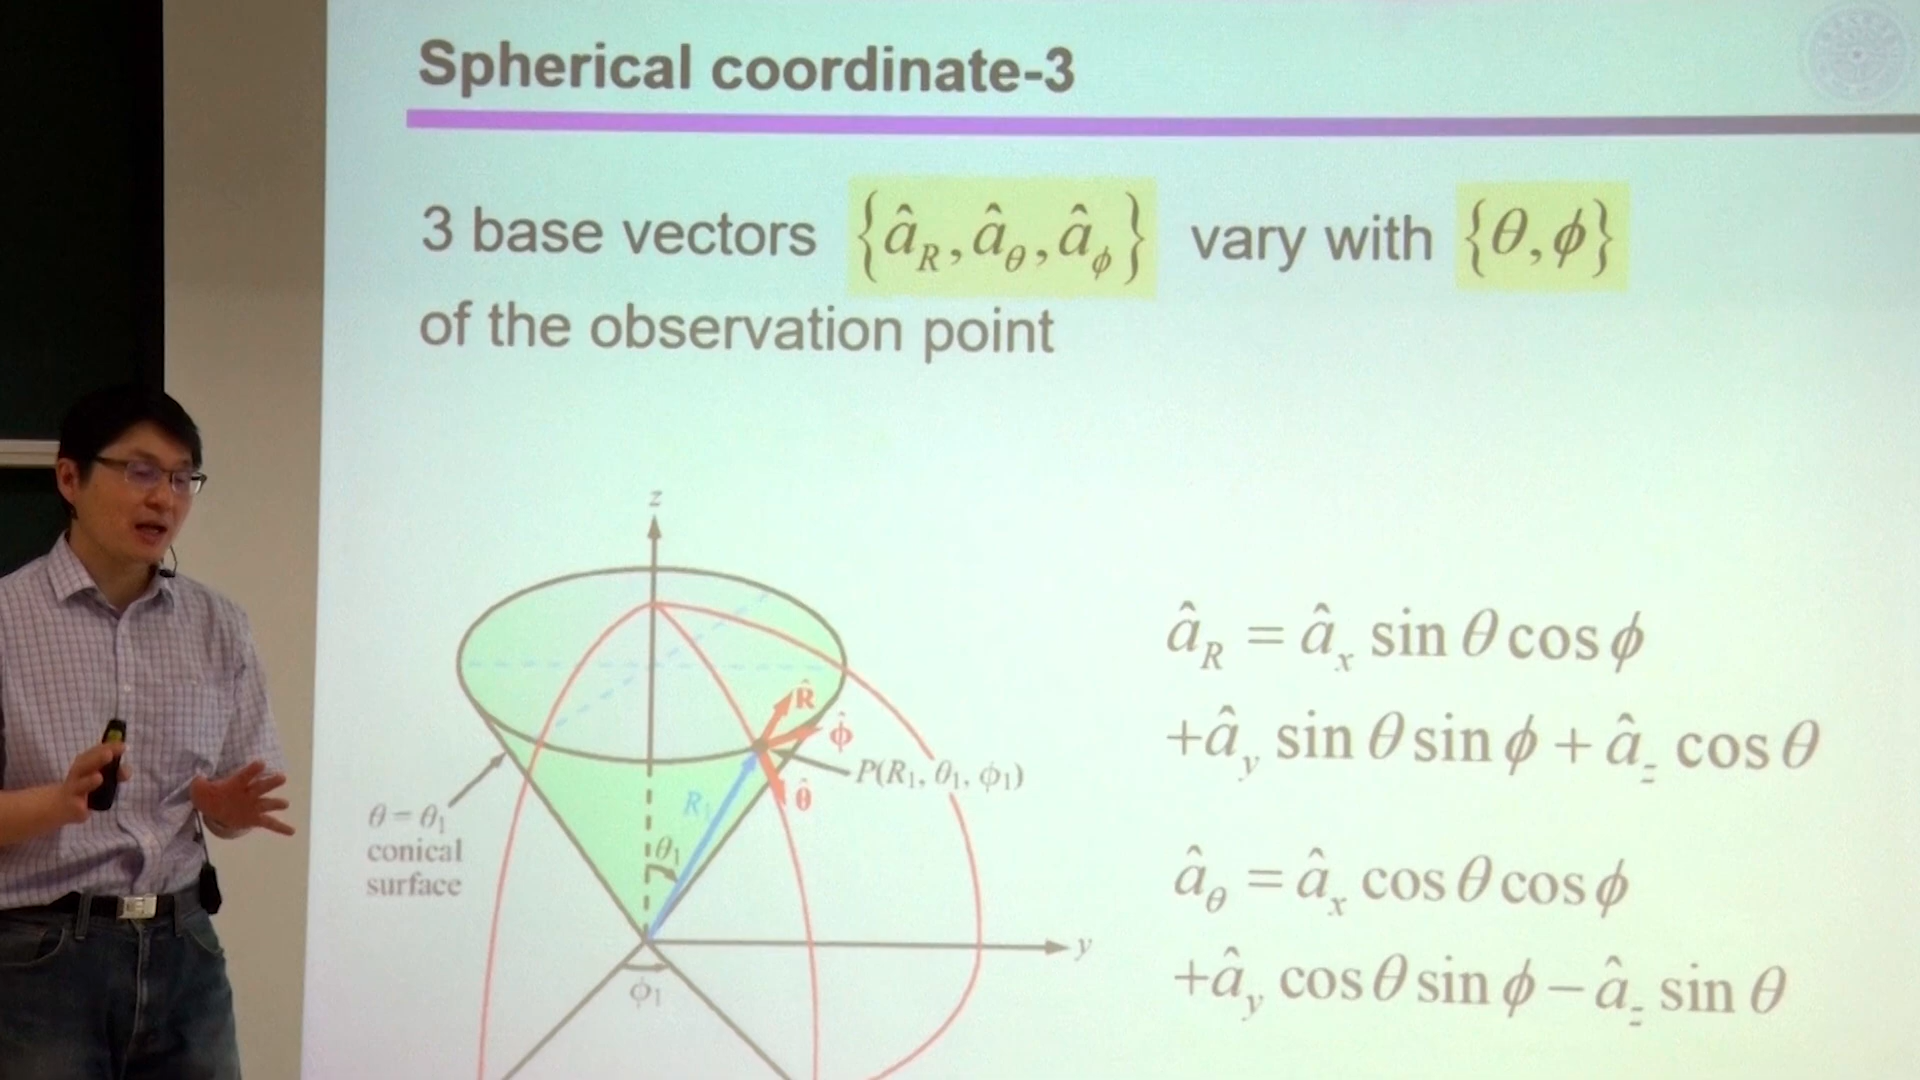 Spherical coordinate-3
3 base vectors {â_R, â_θ, â_ϕ} vary with {θ, ϕ}
of the observation point
z
R̂
ϕ̂
P(R₁, θ₁, ϕ₁)
θ̂
R₁
θ₁
θ = θ₁
conical
surface
y
ϕ₁
â_R = â_x sin θ cos ϕ
+â_y sin θ sin ϕ + â_z cos θ
â_θ = â_x cos θ cos ϕ
+â_y cos θ sin ϕ − â_z sin θ